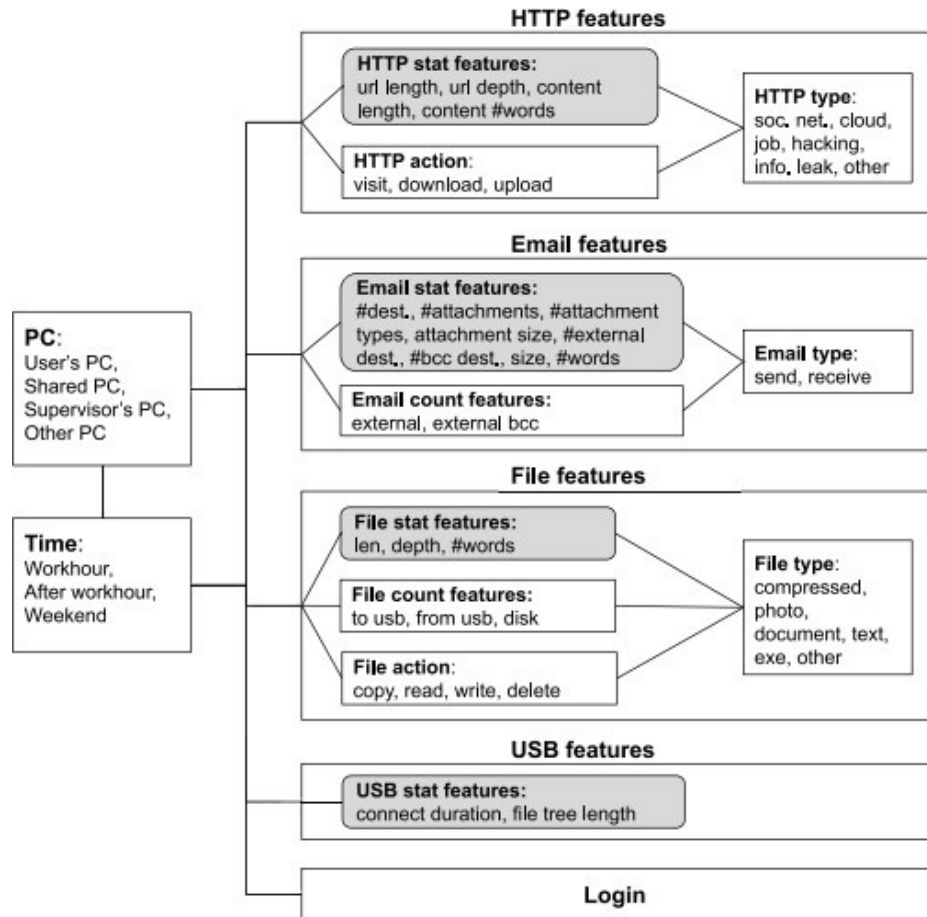 HTTP features
HTTP stat features:
url length, url depth, content
length, content #words
HTTP action:
visit, download, upload
HTTP type:
soc. net., cloud,
job, hacking,
info. leak, other
Email features
Email stat features:
#dest., #attachments, #attachment
types, attachment size, #external
dest., #bcc dest., size, #words
Email count features:
external, external bcc
Email type:
send, receive
PC:
User's PC,
Shared PC,
Supervisor's PC,
Other PC
Time:
Workhour,
After workhour,
Weekend
File features
File stat features:
len, depth, #words
File count features:
to usb, from usb, disk
File action:
copy, read, write, delete
File type:
compressed,
photo,
document, text,
exe, other
USB features
USB stat features:
connect duration, file tree length
Login